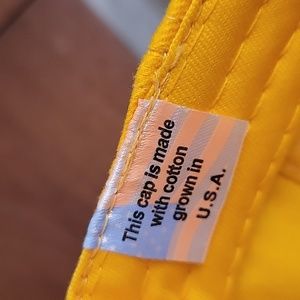 This cap is made
with cotton
grown in
U.S.A.